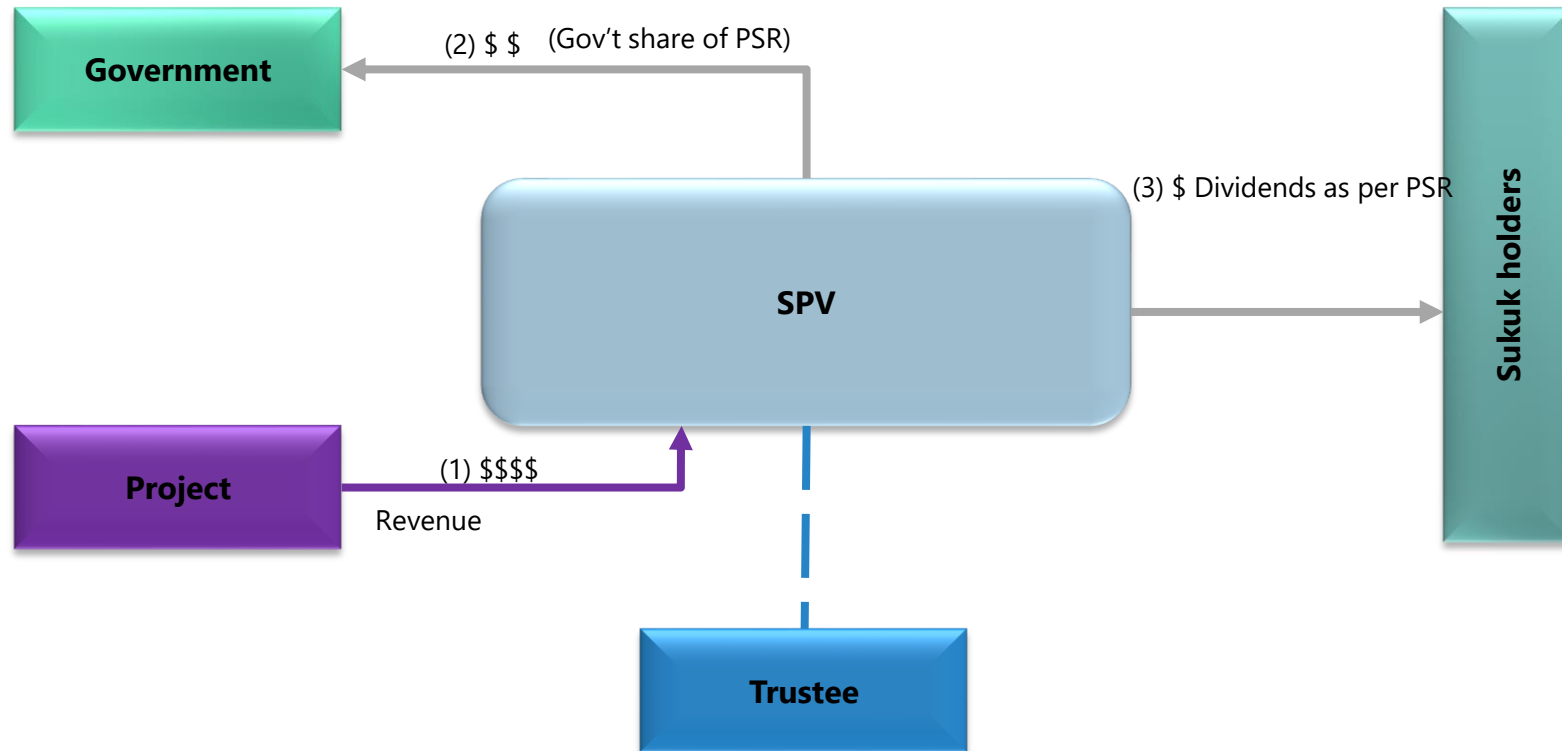 (2) $ $ (Gov’t share of PSR)
Government
(3) $ Dividends as per PSR
Sukuk holders
SPV
(1) $$$$
Project
Revenue
Trustee